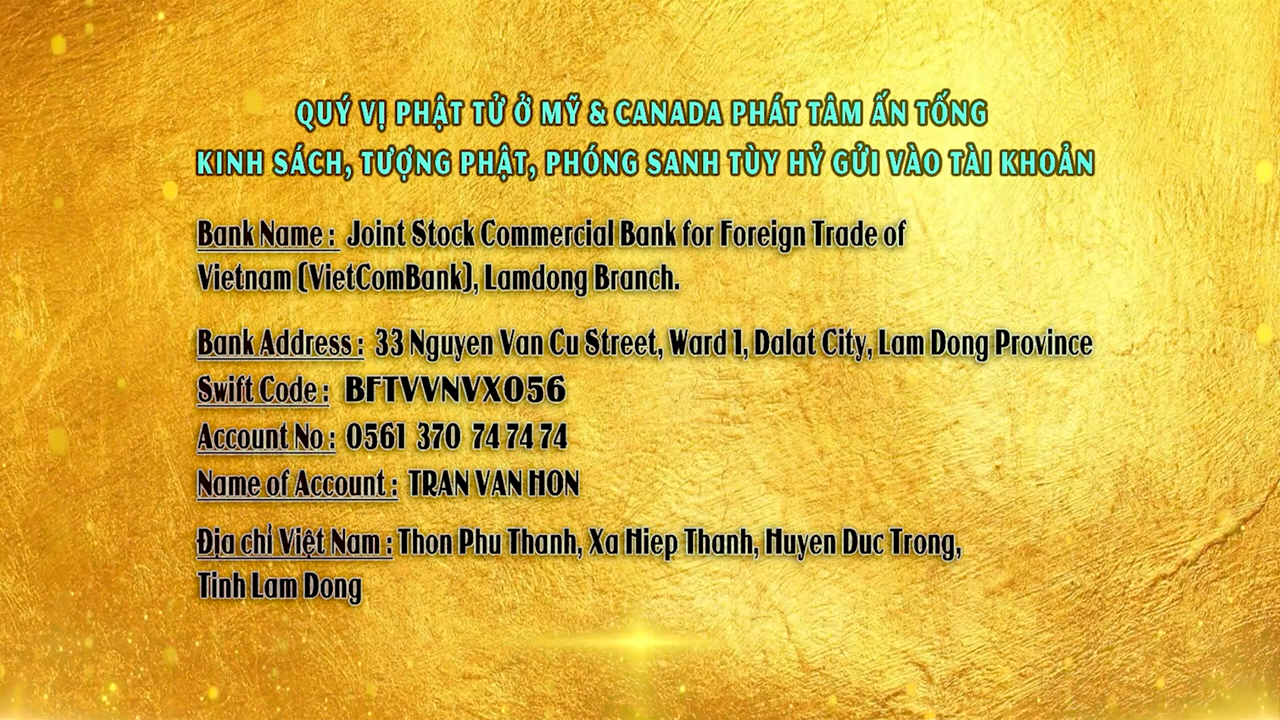 QUÝ VỊ PHẬT TỬ Ở MỸ & CANADA PHÁT TÂM ẤN TỐNG
KINH SÁCH, TƯỢNG PHẬT, PHÓNG SANH TÙY HỶ GỬI VÀO TÀI KHOẢN
Bank Name : Joint Stock Commercial Bank for Foreign Trade of
Vietnam (VietComBank), Lamdong Branch.
Bank Address : 33 Nguyen Van Cu Street, Ward 1, Dalat City, Lam Dong Province
Swift Code : BFTVVNVX056
Account No : 0561 370 74 74 74
Name of Account : TRAN VAN HON
Địa chỉ Việt Nam : Thon Phu Thanh, Xa Hiep Thanh, Huyen Duc Trong,
Tinh Lam Dong